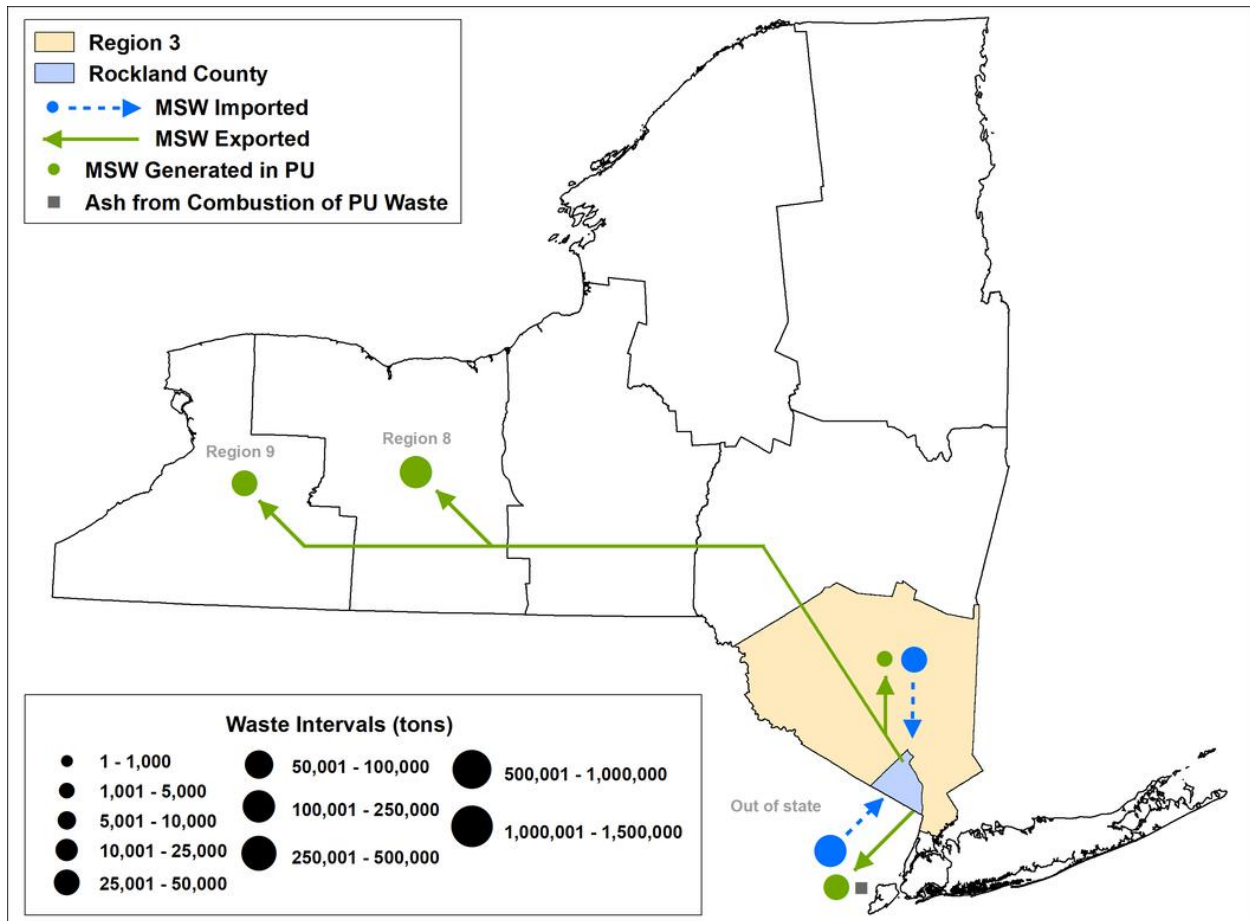 Region 3
Rockland County
MSW Imported
MSW Exported
MSW Generated in PU
Ash from Combustion of PU Waste
Region 9
Region 8
Out of state
Waste Intervals (tons)
1 - 1,000
1,001 - 5,000
5,001 - 10,000
10,001 - 25,000
25,001 - 50,000
50,001 - 100,000
100,001 - 250,000
250,001 - 500,000
500,001 - 1,000,000
1,000,001 - 1,500,000